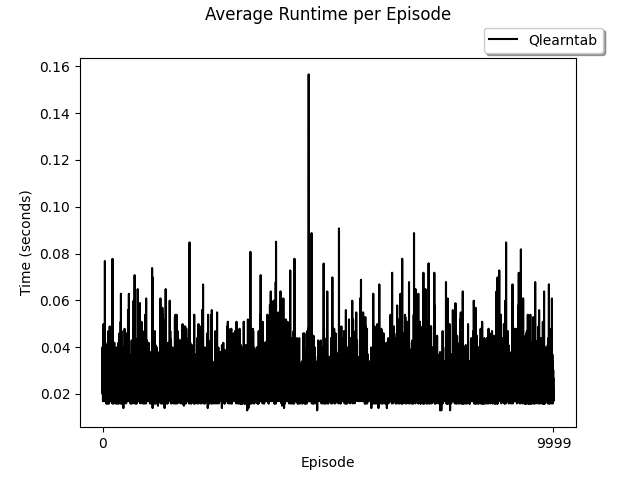 Average Runtime per Episode
Qlearntab
0.16
0.14
0.12
0.10
0.08
0.06
0.04
0.02
Time (seconds)
0
9999
Episode